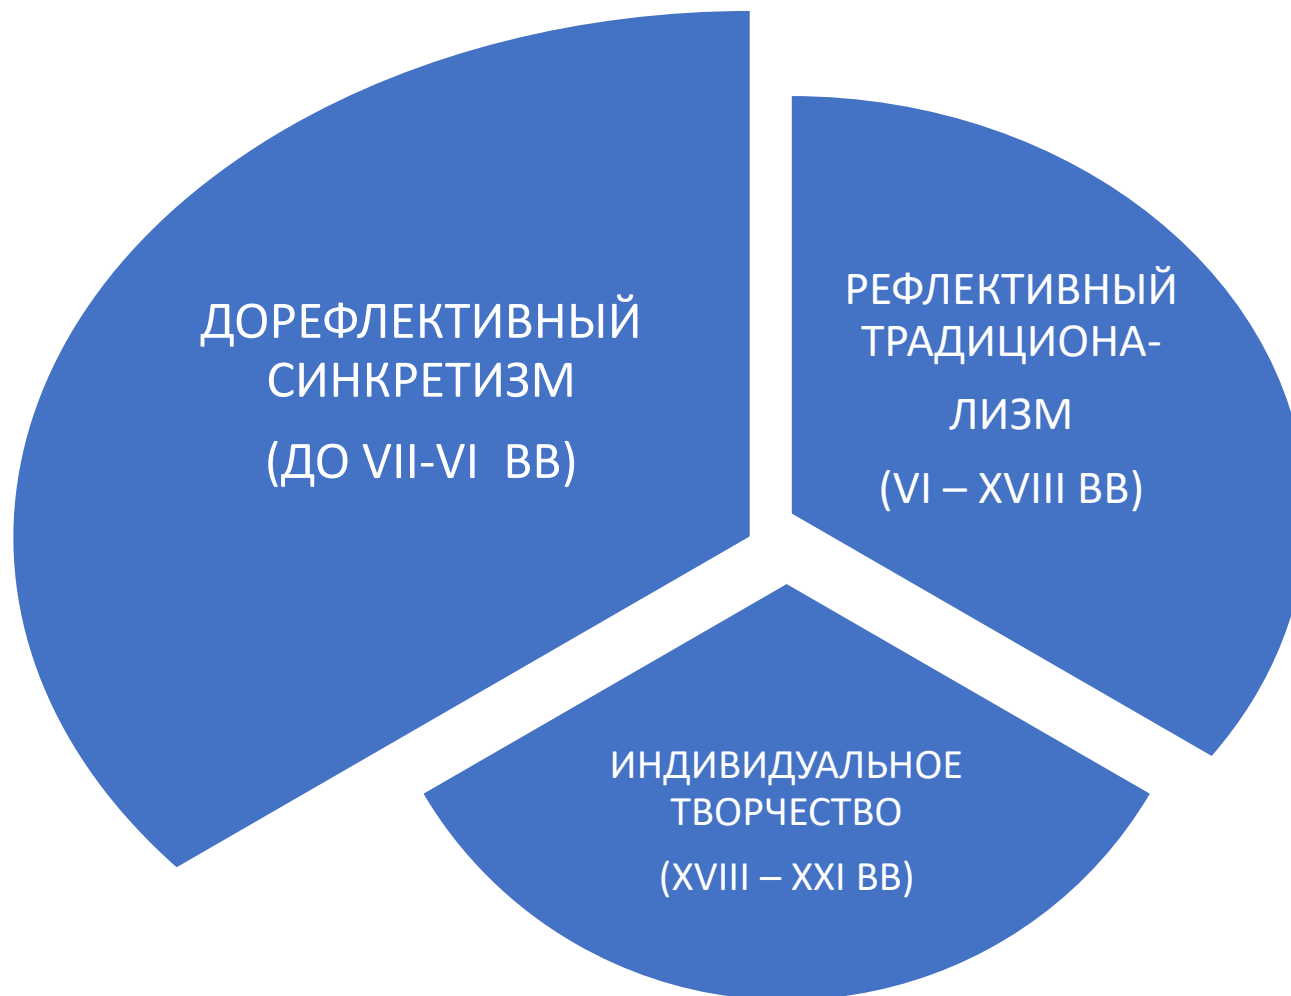 ДОРЕФЛЕКТИВНЫЙ
СИНКРЕТИЗМ
(ДО VII-VI  ВВ)
РЕФЛЕКТИВНЫЙ
ТРАДИЦИОНА-
ЛИЗМ
(VI – XVIII ВВ)
ИНДИВИДУАЛЬНОЕ
ТВОРЧЕСТВО
(XVIII – XXI ВВ)